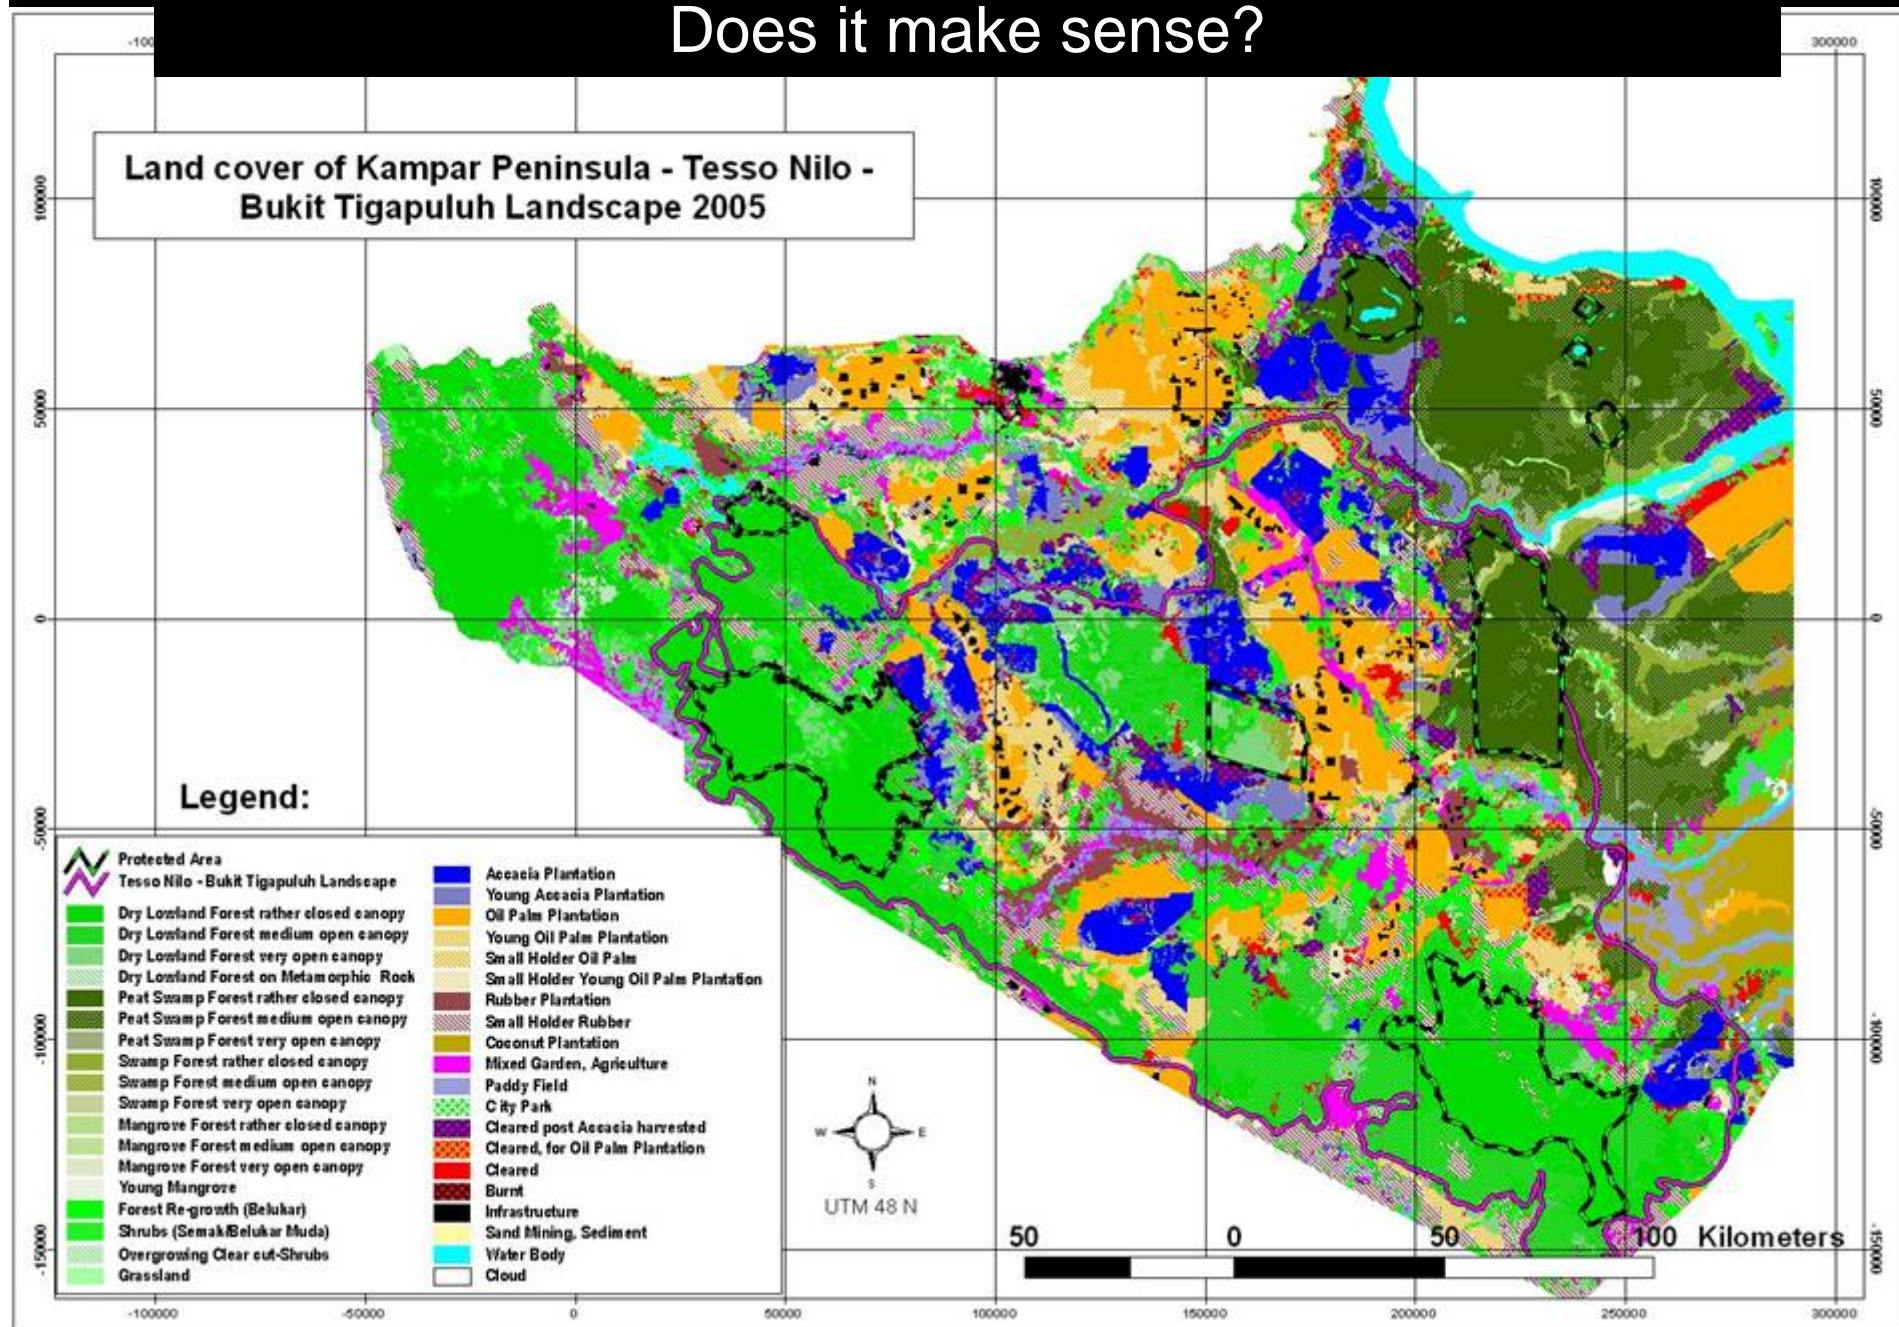 Does it make sense?
-100
300000
Land cover of Kampar Peninsula - Tesso Nilo -
Bukit Tigapuluh Landscape 2005
100000
100000
50000
50000
0
0
Legend:
-50000
-50000
Protected Area
Tesso Nilo - Bukit Tigapuluh Landscape
Dry Lowland Forest rather closed canopy
Dry Lowland Forest medium open canopy
Dry Lowland Forest very open canopy
Dry Lowland Forest on Metamorphic Rock
Peat Swamp Forest rather closed canopy
Peat Swamp Forest medium open canopy
Peat Swamp Forest very open canopy
Swamp Forest rather closed canopy
Swamp Forest medium open canopy
Swamp Forest very open canopy
Mangrove Forest rather closed canopy
Mangrove Forest medium open canopy
Mangrove Forest very open canopy
Young Mangrove
Forest Re-growth (Belukar)
Shrubs (Semak/Belukar Muda)
Overgrowing Clear cut-Shrubs
Grassland
Acacia Plantation
Young Accacia Plantation
Oil Palm Plantation
Young Oil Palm Plantation
Small Holder Oil Palm
Small Holder Young Oil Palm Plantation
Rubber Plantation
Small Holder Rubber
Coconut Plantation
Mixed Garden, Agriculture
Paddy Field
City Park
Cleared post Accacia harvested
Cleared, for Oil Palm Plantation
Cleared
Burnt
Infrastructure
Sand Mining, Sediment
Water Body
Cloud
-100000
-100000
N
W
E
S
UTM 48 N
50 0 50 100 Kilometers
-150000
-150000
-100000 -50000 0 50000 100000 150000 200000 250000 300000